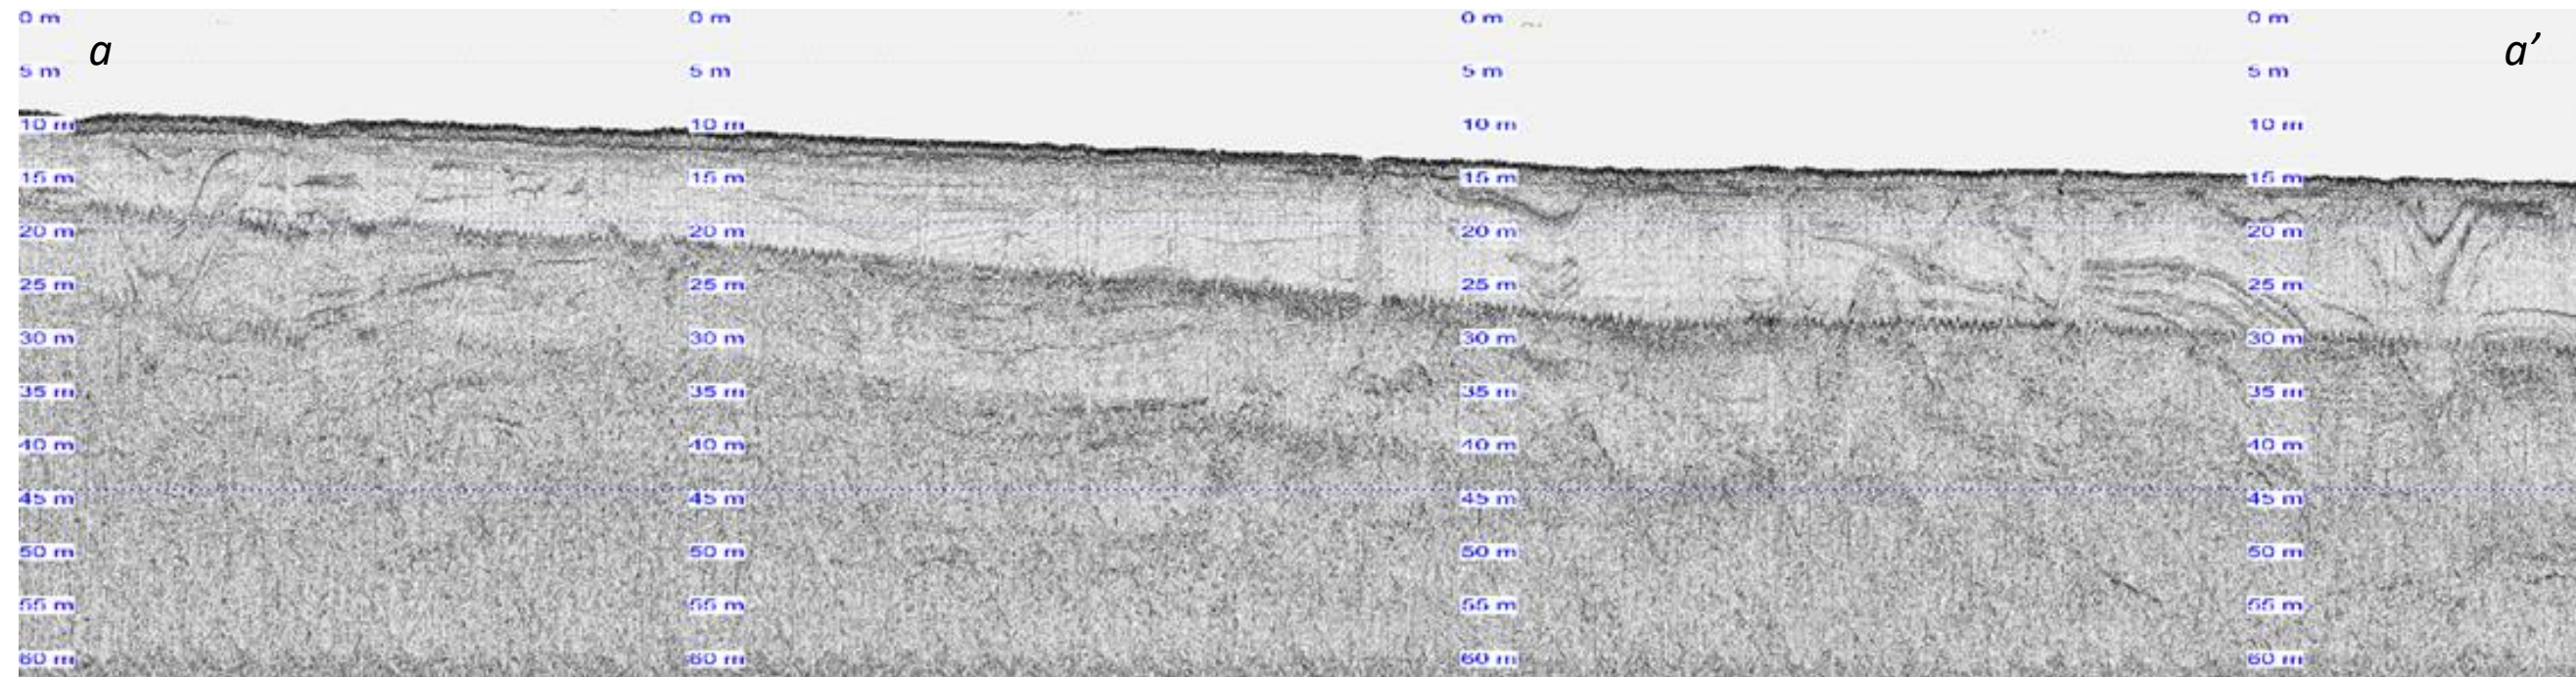 0 m 0 m 0 m 0 m
a a’
5 m 5 m 5 m 5 m
10 m 10 m 10 m 10 m
15 m 15 m 15 m 15 m
20 m 20 m 20 m 20 m
25 m 25 m 25 m 25 m
30 m 30 m 30 m 30 m
35 m 35 m 35 m 35 m
40 m 40 m 40 m 40 m
45 m 45 m 45 m 45 m
50 m 50 m 50 m 50 m
55 m 55 m 55 m 55 m
60 m 60 m 60 m 60 m